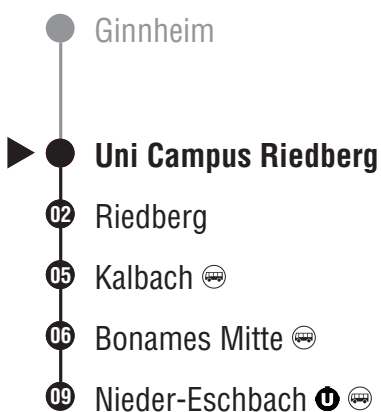 Ginnheim
Uni Campus Riedberg
02 Riedberg
05 Kalbach
06 Bonames Mitte
09 Nieder-Eschbach U